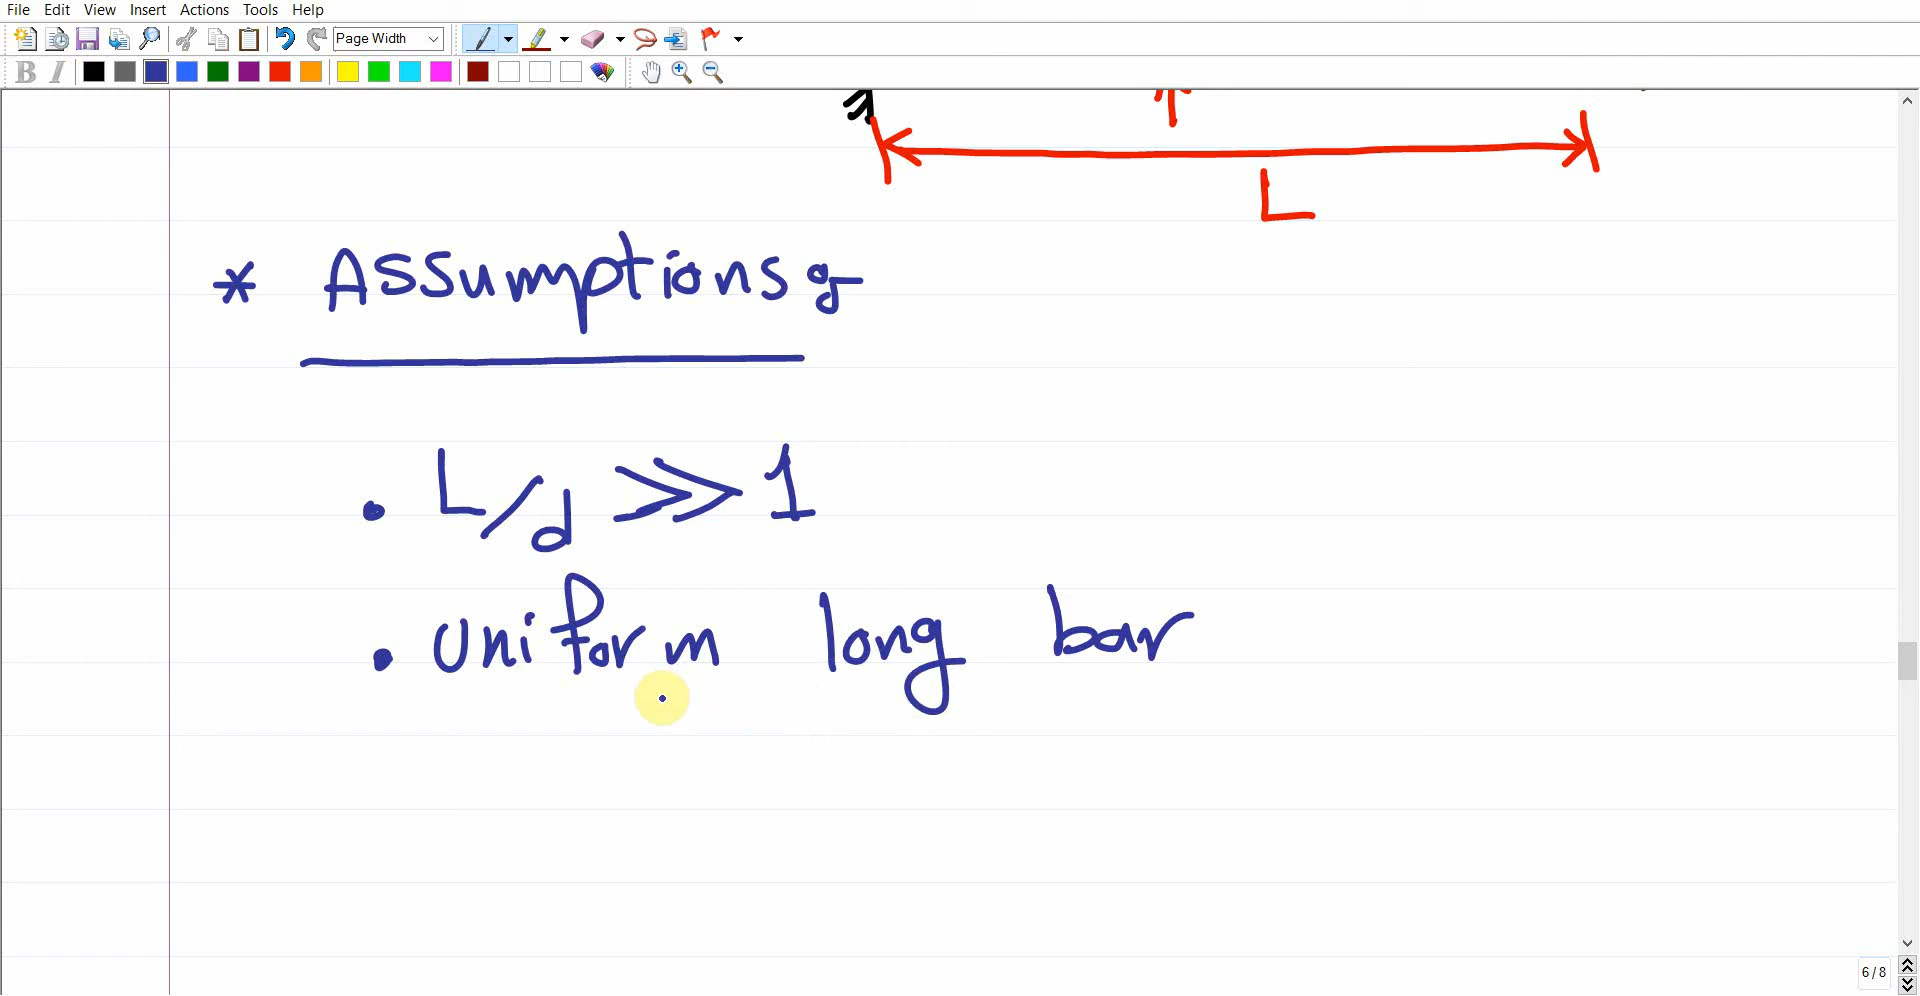 File Edit View Insert Actions Tools Help
Page Width
B I
L
* Assumptions :-
. L/d >> 1
. Uniform long bar
6 / 8